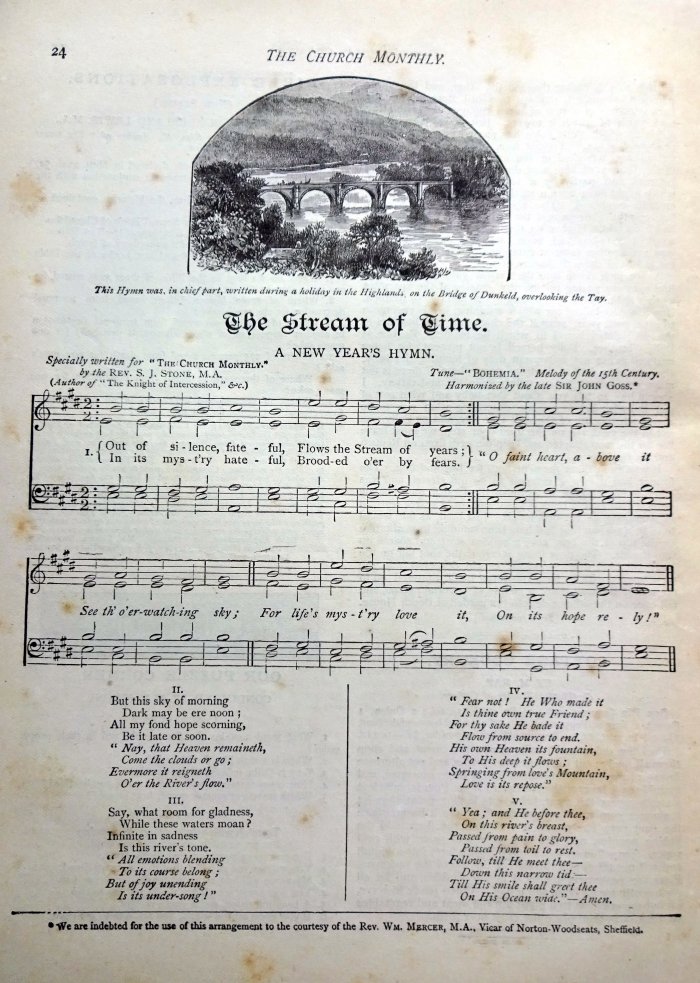 24
THE CHURCH MONTHLY.
This Hymn was, in chief part, written during a holiday in the Highlands, on the Bridge of Dunkeld, overlooking the Tay.
The Stream of Time.
A NEW YEAR'S HYMN.
Specially written for "THE CHURCH MONTHLY."
by the REV. S. J. STONE, M.A.
(Author of "The Knight of Intercession," &c.)
Tune—"BOHEMIA." Melody of the 15th Century.
Harmonized by the late SIR JOHN GOSS.*
1. { Out of si - lence, fate - ful, Flows the Stream of years; } "O faint heart, a - bove it
In its mys - t'ry hate - ful, Brood-ed o'er by fears.
See th' o'er-watch-ing sky; For life's mys - t'ry love it, On its hope re - ly!"
II.
But this sky of morning
Dark may be ere noon;
All my fond hope scorning,
Be it late or soon.
"Nay, that Heaven remaineth,
Come the clouds or go;
Evermore it reigneth
O'er the River's flow."
III.
Say, what room for gladness,
While these waters moan?
Infinite in sadness
Is this river's tone.
"All emotions blending
To its course belong;
But of joy unending
Is its under-song!"
IV.
"Fear not! He Who made it
Is thine own true Friend;
For thy sake He bade it
Flow from source to end.
His own Heaven its fountain,
To His deep it flows;
Springing from love's Mountain,
Love is its repose."
V.
"Yea; and He before thee,
On this river's breast,
Passed from pain to glory,
Passed from toil to rest.
Follow, till He meet thee—
Down this narrow tid—
Till His smile shall greet thee
On His Ocean wide."—Amen.
* We are indebted for the use of this arrangement to the courtesy of the Rev. WM. MERCER, M.A., Vicar of Norton-Woodseats, Sheffield.